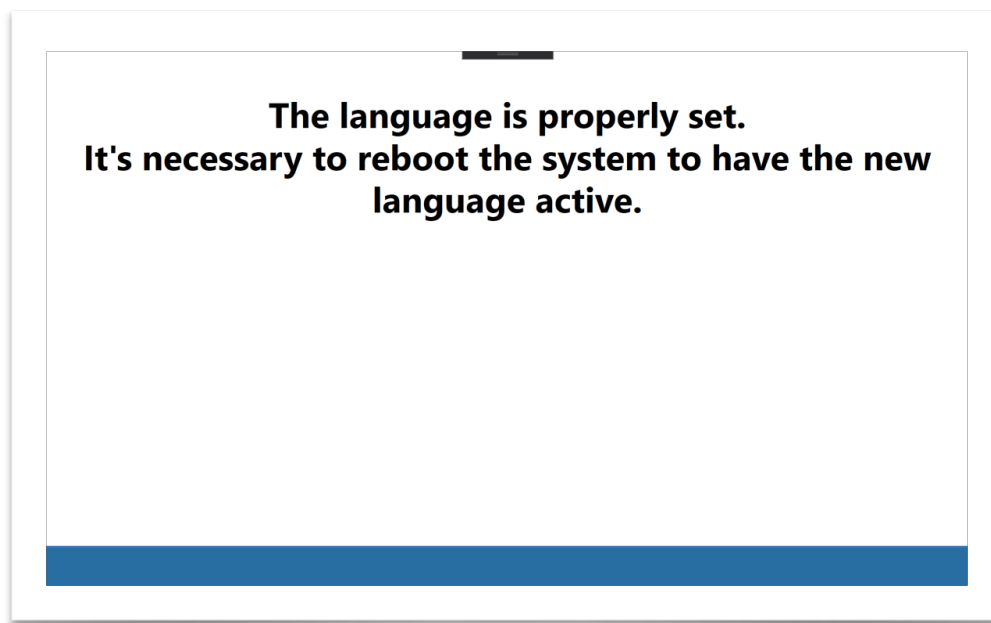 The language is properly set.
It's necessary to reboot the system to have the new
language active.